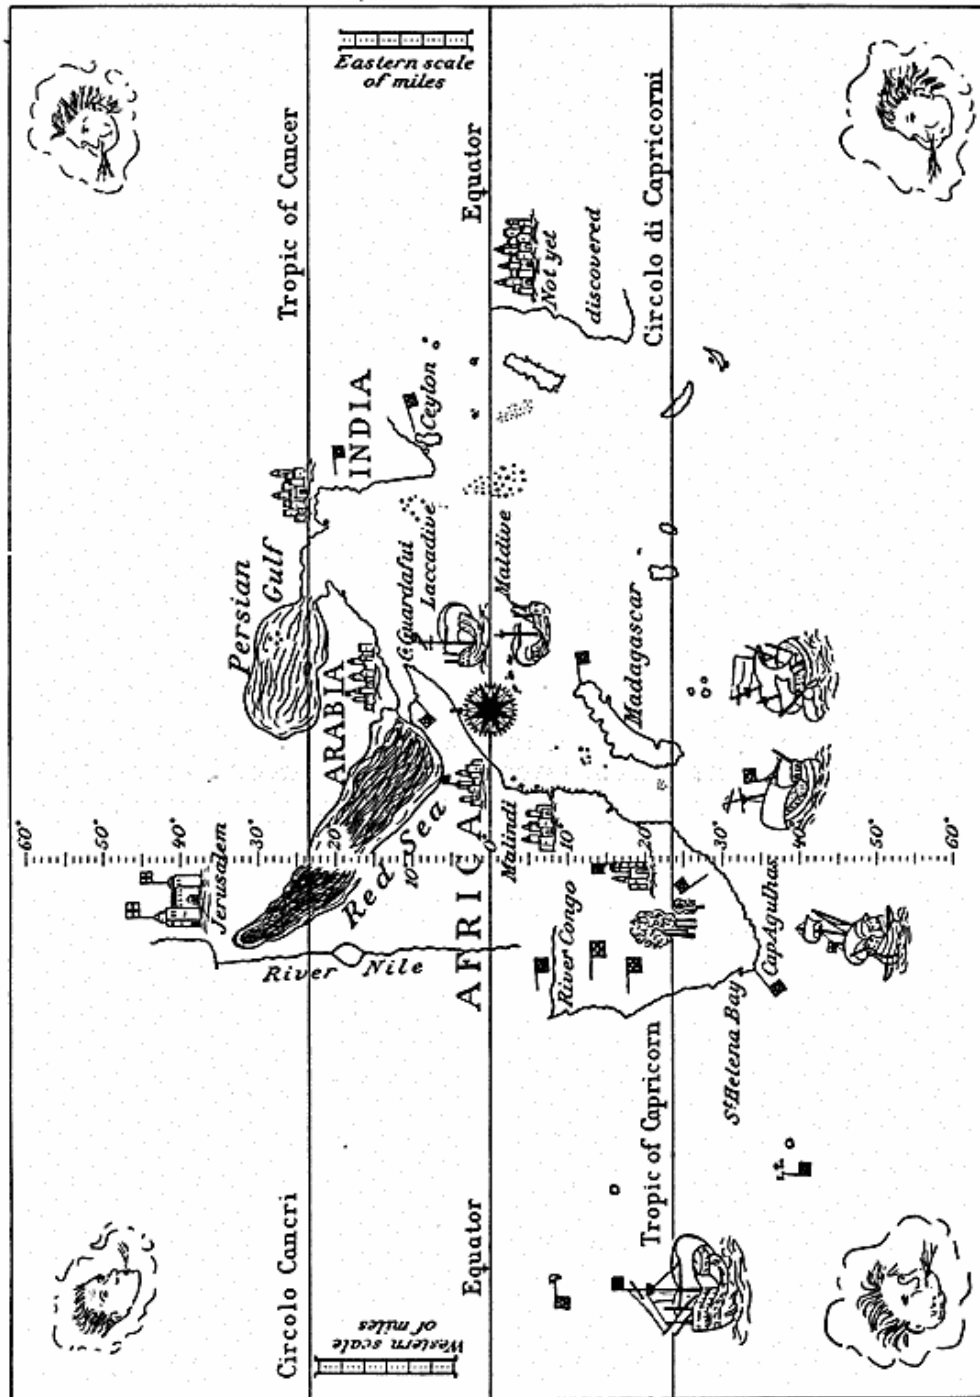 Eastern scale
of miles
Tropic of Cancer
Equator
Circolo di Capricorni
Not yet
discovered
INDIA
Ceylon
Persian
Gulf
C. Guardafui
Laccadive
Maldive
ARABIA
Madagascar
Red Sea
AFRICA
Malindi
60°
50°
40°
30°
20°
10°
0°
10°
20°
30°
40°
50°
60°
Jerusalem
River Nile
River Congo
Cap Agulhas
St Helena Bay
Circolo Cancri
Equator
Tropic of Capricorn
Western scale
of miles